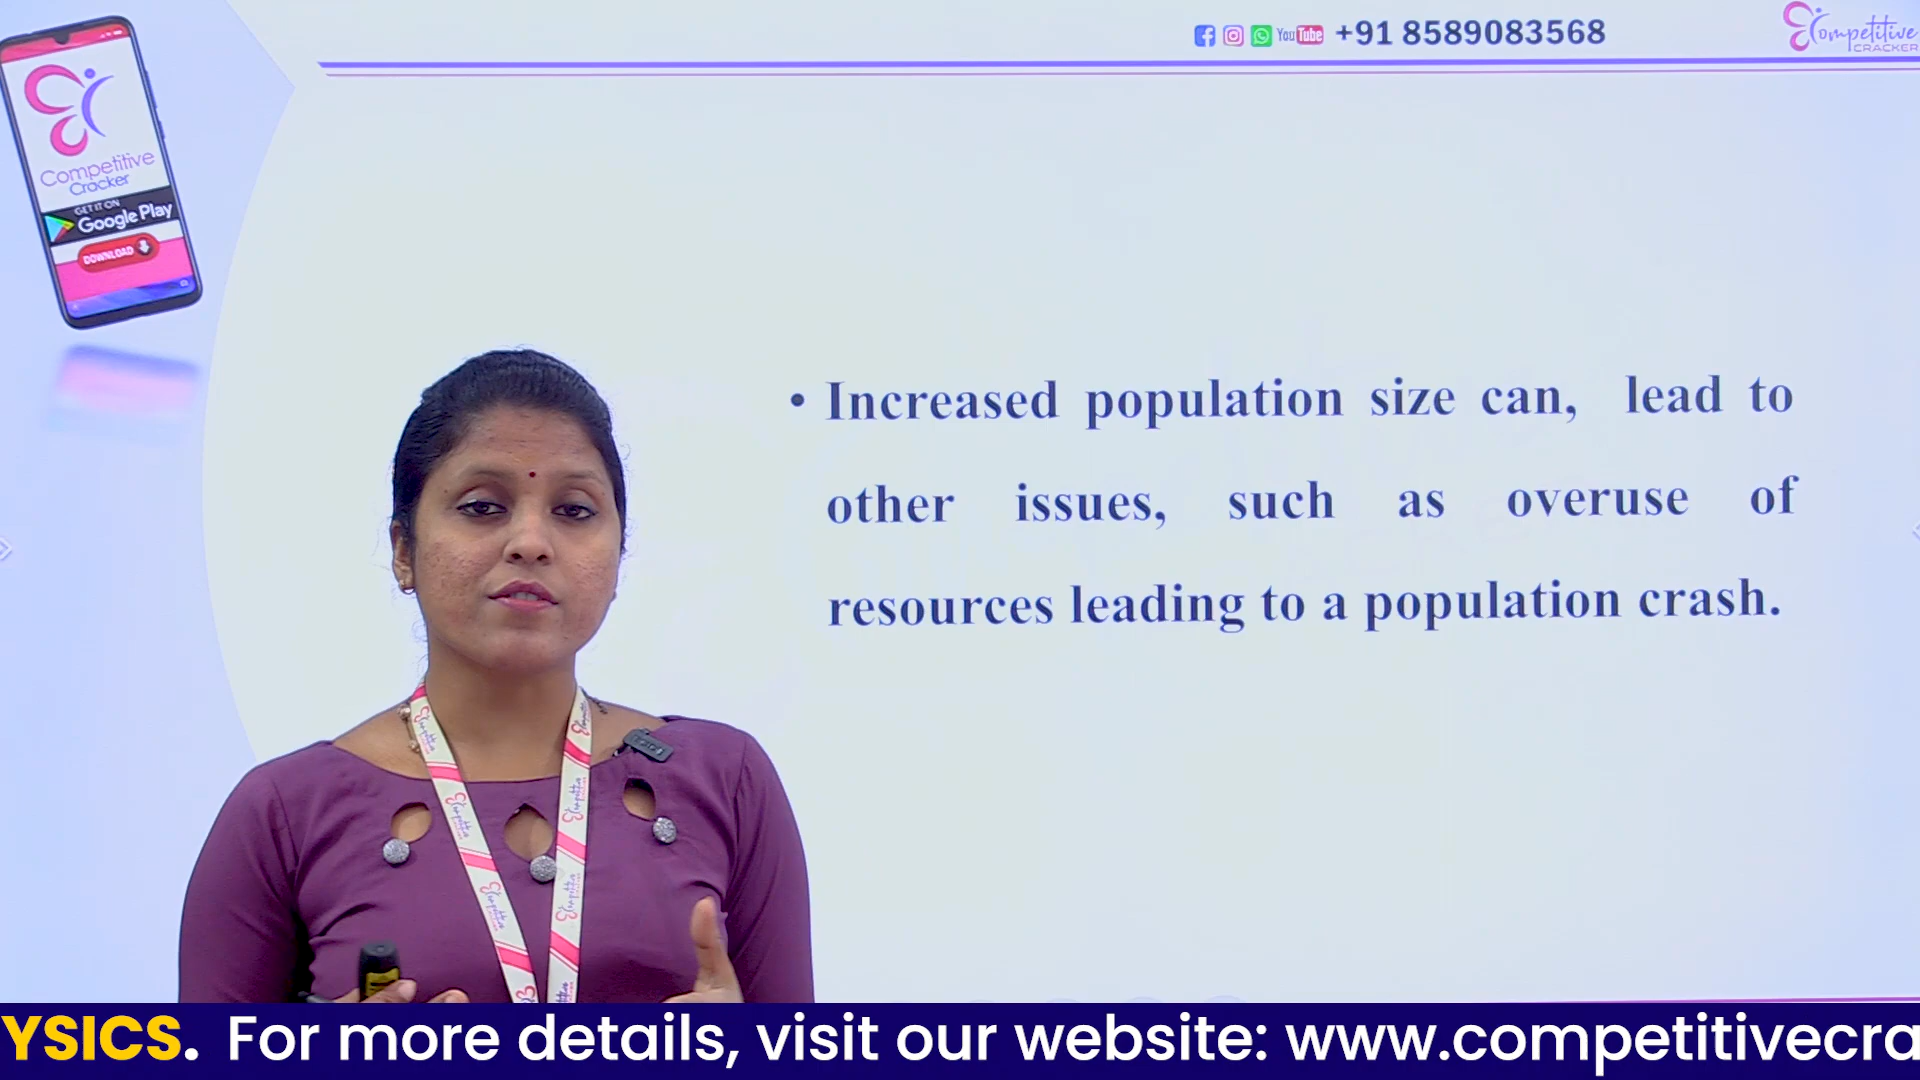 You Tube +91 8589083568
Competitive
CRACKER
Competitive
Cracker
GET IT ON
Google Play
DOWNLOAD
• Increased population size can, lead to
other issues, such as overuse of
resources leading to a population crash.
YSICS. For more details, visit our website: www.competitivecra